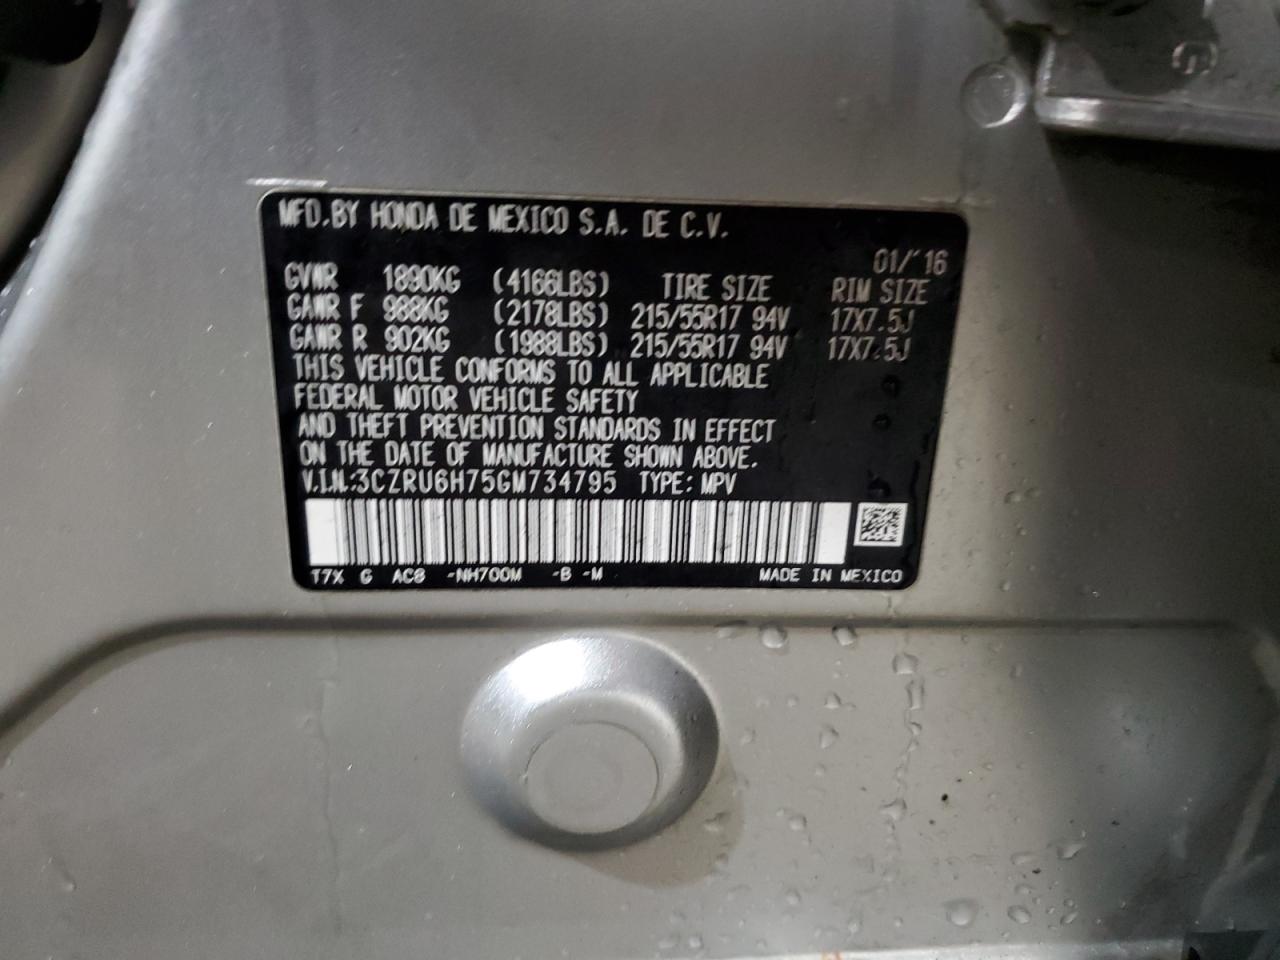 MFD.BY HONDA DE MEXICO S.A. DE C.V.
01/'16
GVWR 1890KG (4166LBS) TIRE SIZE RIM SIZE
GAWR F 988KG (2178LBS) 215/55R17 94V 17X7.5J
GAWR R 902KG (1988LBS) 215/55R17 94V 17X7.5J
THIS VEHICLE CONFORMS TO ALL APPLICABLE
FEDERAL MOTOR VEHICLE SAFETY
AND THEFT PREVENTION STANDARDS IN EFFECT
ON THE DATE OF MANUFACTURE SHOWN ABOVE.
V.I.N.:3CZRU6H75GM734795 TYPE: MPV
T7X G AC8 -NH700M -B -M MADE IN MEXICO